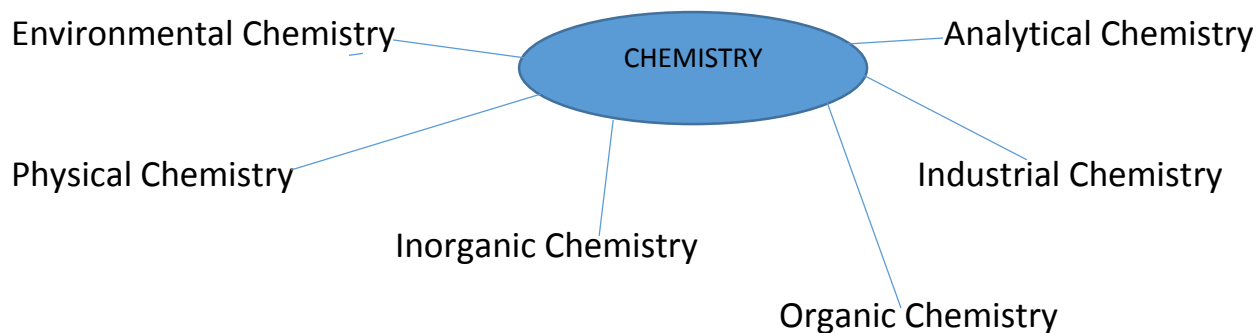 Environmental Chemistry
CHEMISTRY
Analytical Chemistry
Physical Chemistry
Industrial Chemistry
Inorganic Chemistry
Organic Chemistry